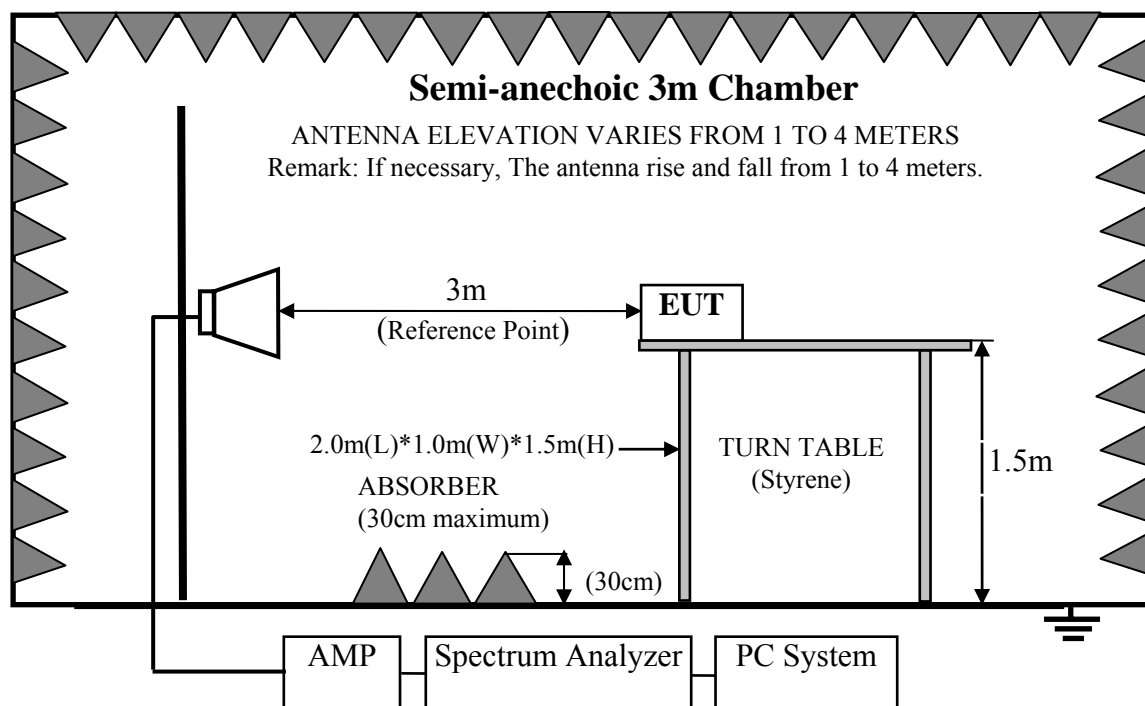 Semi-anechoic 3m Chamber
ANTENNA ELEVATION VARIES FROM 1 TO 4 METERS
Remark: If necessary, The antenna rise and fall from 1 to 4 meters.
3m
(Reference Point)
EUT
2.0m(L)*1.0m(W)*1.5m(H)
TURN TABLE
(Styrene)
1.5m
ABSORBER
(30cm maximum)
(30cm)
AMP
Spectrum Analyzer
PC System